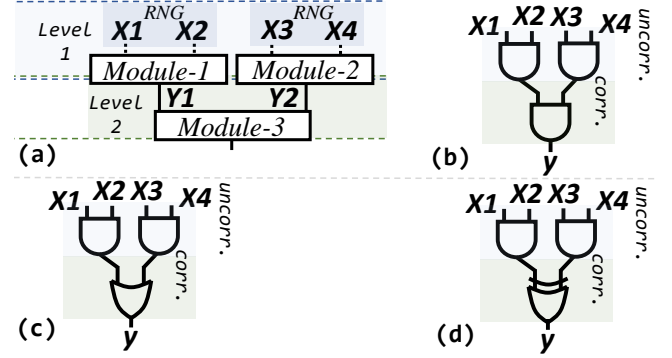 RNG
RNG
Level 1
X1
X2
X3
X4
Module-1
Module-2
Level 2
Y1
Y2
Module-3
(a)
X1
X2
X3
X4
uncorr.
corr.
y
(b)
X1
X2
X3
X4
uncorr.
corr.
y
(c)
X1
X2
X3
X4
uncorr.
corr.
y
(d)